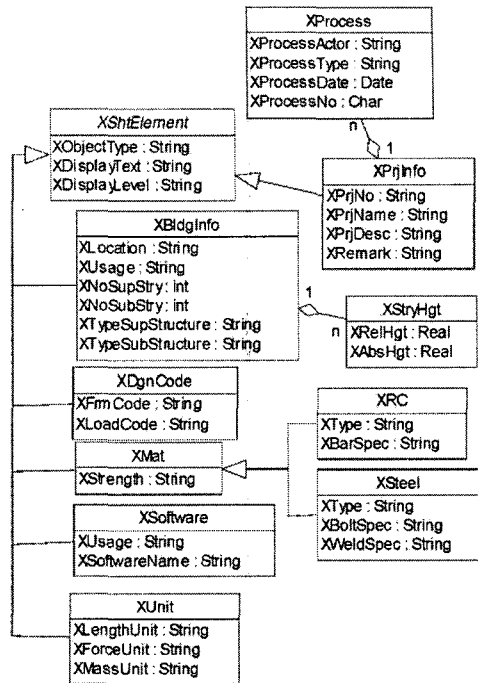 XProcess
XProcessActor : String
XProcessType : String
XProcessDate : Date
XProcessNo : Char
n
1
XShtElement
XObjectType : String
XDisplayText : String
XDisplayLevel : String
XPrjInfo
XPrjNo : String
XPrjName : String
XPrjDesc : String
XRemark : String
XBldgInfo
XLocation : String
XUsage : String
XNoSupStry : int
XNoSubStry : int
XTypeSupStructure : String
XTypeSubStructure : String
1
n
XStryHgt
XRelHgt : Real
XAbsHgt : Real
XDgnCode
XFrmCode : String
XLoadCode : String
XMat
XStrength : String
XRC
XType : String
XBarSpec : String
XSteel
XType : String
XBoltSpec : String
XWeldSpec : String
XSoftware
XUsage : String
XSoftwareName : String
XUnit
XLengthUnit : String
XForceUnit : String
XMassUnit : String